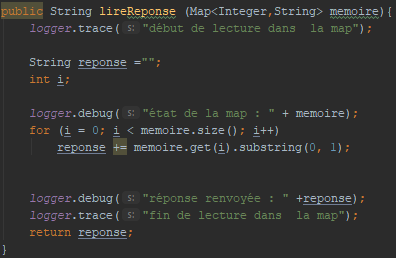 public String lireReponse (Map<Integer,String> memoire){
logger.trace( s: "début de lecture dans  la map");
String reponse ="";
int i;
logger.debug( s: "état de la map : " + memoire);
for (i = 0; i < memoire.size(); i++)
reponse += memoire.get(i).substring(0, 1);
logger.debug( s: "réponse renvoyée : " +reponse);
logger.trace( s: "fin de lecture dans  la map");
return reponse;
}